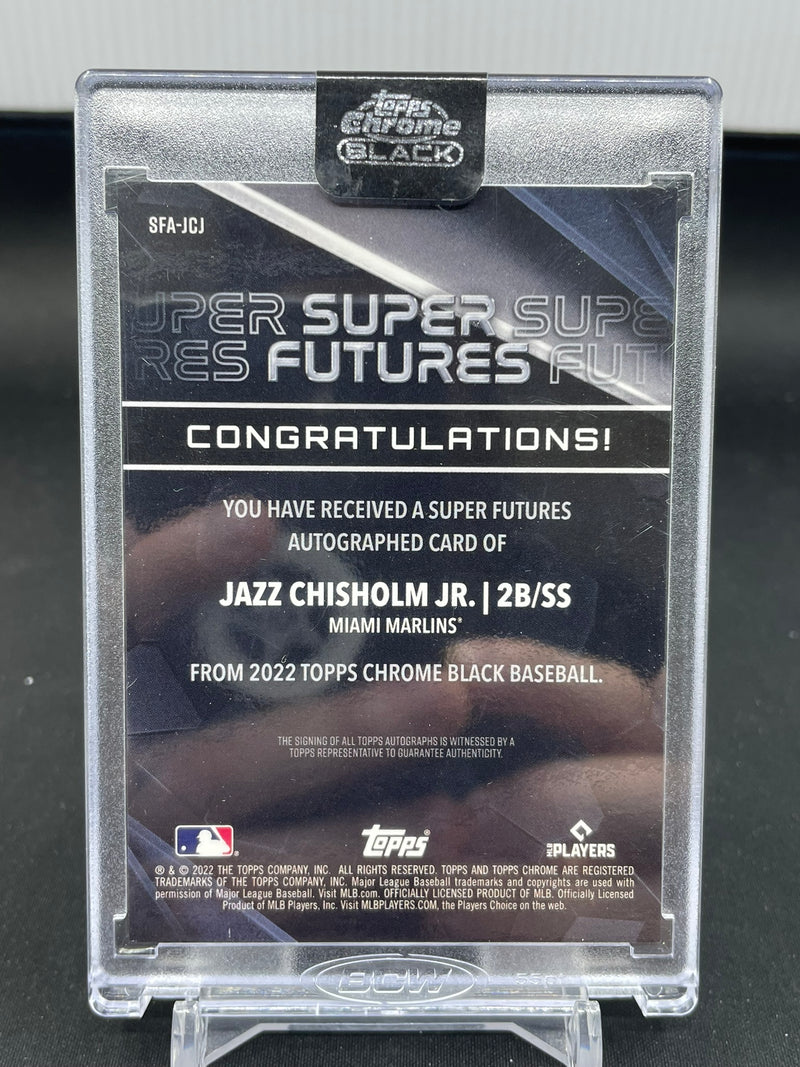 Topps
Chrome
BLACK
SFA-JCJ
UPER SUPER SUPE
RES FUTURES FUT
CONGRATULATIONS!
YOU HAVE RECEIVED A SUPER FUTURES
AUTOGRAPHED CARD OF
JAZZ CHISHOLM JR. | 2B/SS
MIAMI MARLINS®
FROM 2022 TOPPS CHROME BLACK BASEBALL.
THE SIGNING OF ALL TOPPS AUTOGRAPHS IS WITNESSED BY A
TOPPS REPRESENTATIVE TO GUARANTEE AUTHENTICITY.
Topps® MLB PLAYERS
® & © 2022 THE TOPPS COMPANY, INC. ALL RIGHTS RESERVED. TOPPS AND TOPPS CHROME ARE REGISTERED
TRADEMARKS OF THE TOPPS COMPANY, INC. Major League Baseball trademarks and copyrights are used with
permission of Major League Baseball. Visit MLB.com. OFFICIALLY LICENSED PRODUCT OF MLB. Officially Licensed
Product of MLB Players, Inc. Visit MLBPLAYERS.COM, the Players Choice on the web.
BCW